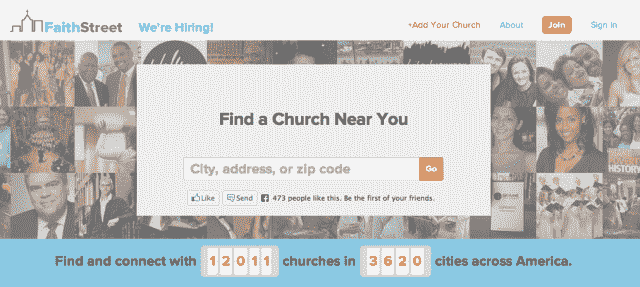 FaithStreet We're Hiring! +Add Your Church About Join Sign In
Find a Church Near You
City, address, or zip code Go
Like Send 473 people like this. Be the first of your friends.
HISTORY
Find and connect with 12011 churches in 3620 cities across America.